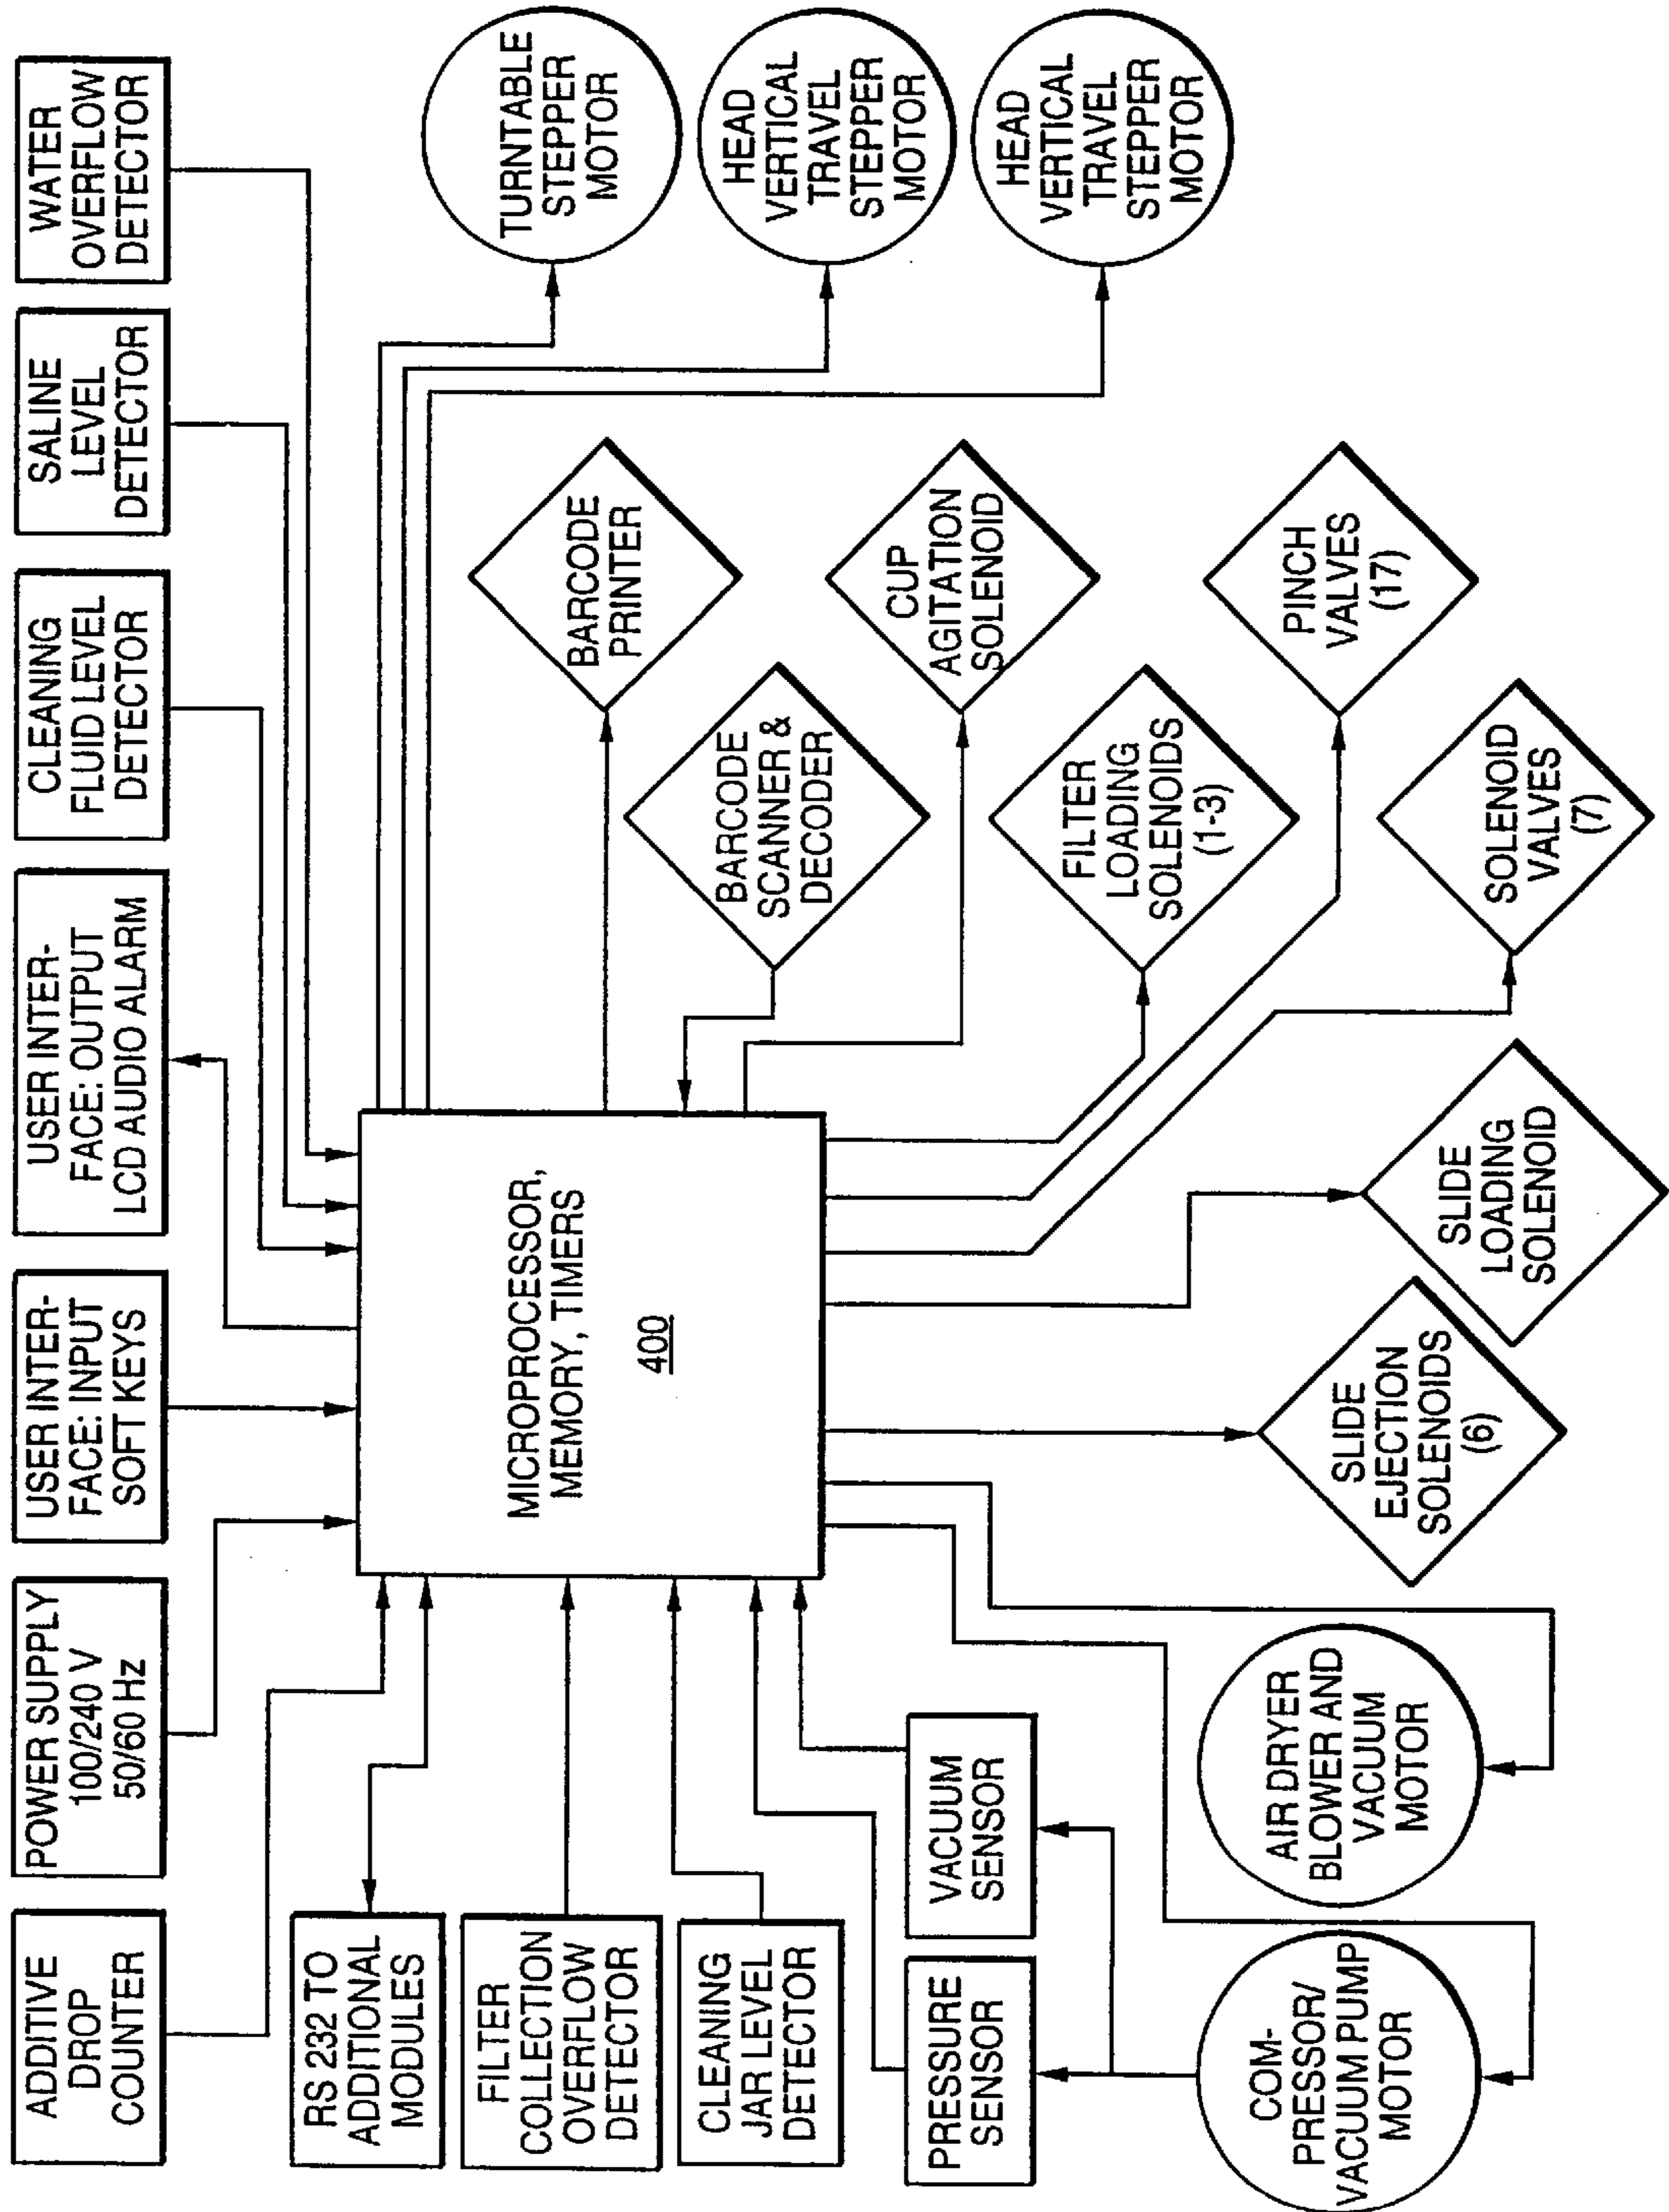 ADDITIVE
DROP
COUNTER
POWER SUPPLY
100/240 V
50/60 Hz
USER INTER-
FACE: INPUT
SOFT KEYS
USER INTER-
FACE: OUTPUT
LCD AUDIO ALARM
CLEANING
FLUID LEVEL
DETECTOR
SALINE
LEVEL
DETECTOR
WATER
OVERFLOW
DETECTOR
RS 232 TO
ADDITIONAL
MODULES
FILTER
COLLECTION
OVERFLOW
DETECTOR
CLEANING
JAR LEVEL
DETECTOR
PRESSURE
SENSOR
VACUUM
SENSOR
COM-
PRESSOR/
VACUUM PUMP
MOTOR
AIR DRYER
BLOWER AND
VACUUM
MOTOR
MICROPROCESSOR,
MEMORY, TIMERS
400
SLIDE
EJECTION
SOLENOIDS
(6)
SLIDE
LOADING
SOLENOID
SOLENOID
VALVES
(7)
PINCH
VALVES
(17)
FILTER
LOADING
SOLENOIDS
(1-3)
CUP
AGITATION
SOLENOID
BARCODE
SCANNER &
DECODER
BARCODE
PRINTER
TURNTABLE
STEPPER
MOTOR
HEAD
VERTICAL
TRAVEL
STEPPER
MOTOR
HEAD
VERTICAL
TRAVEL
STEPPER
MOTOR